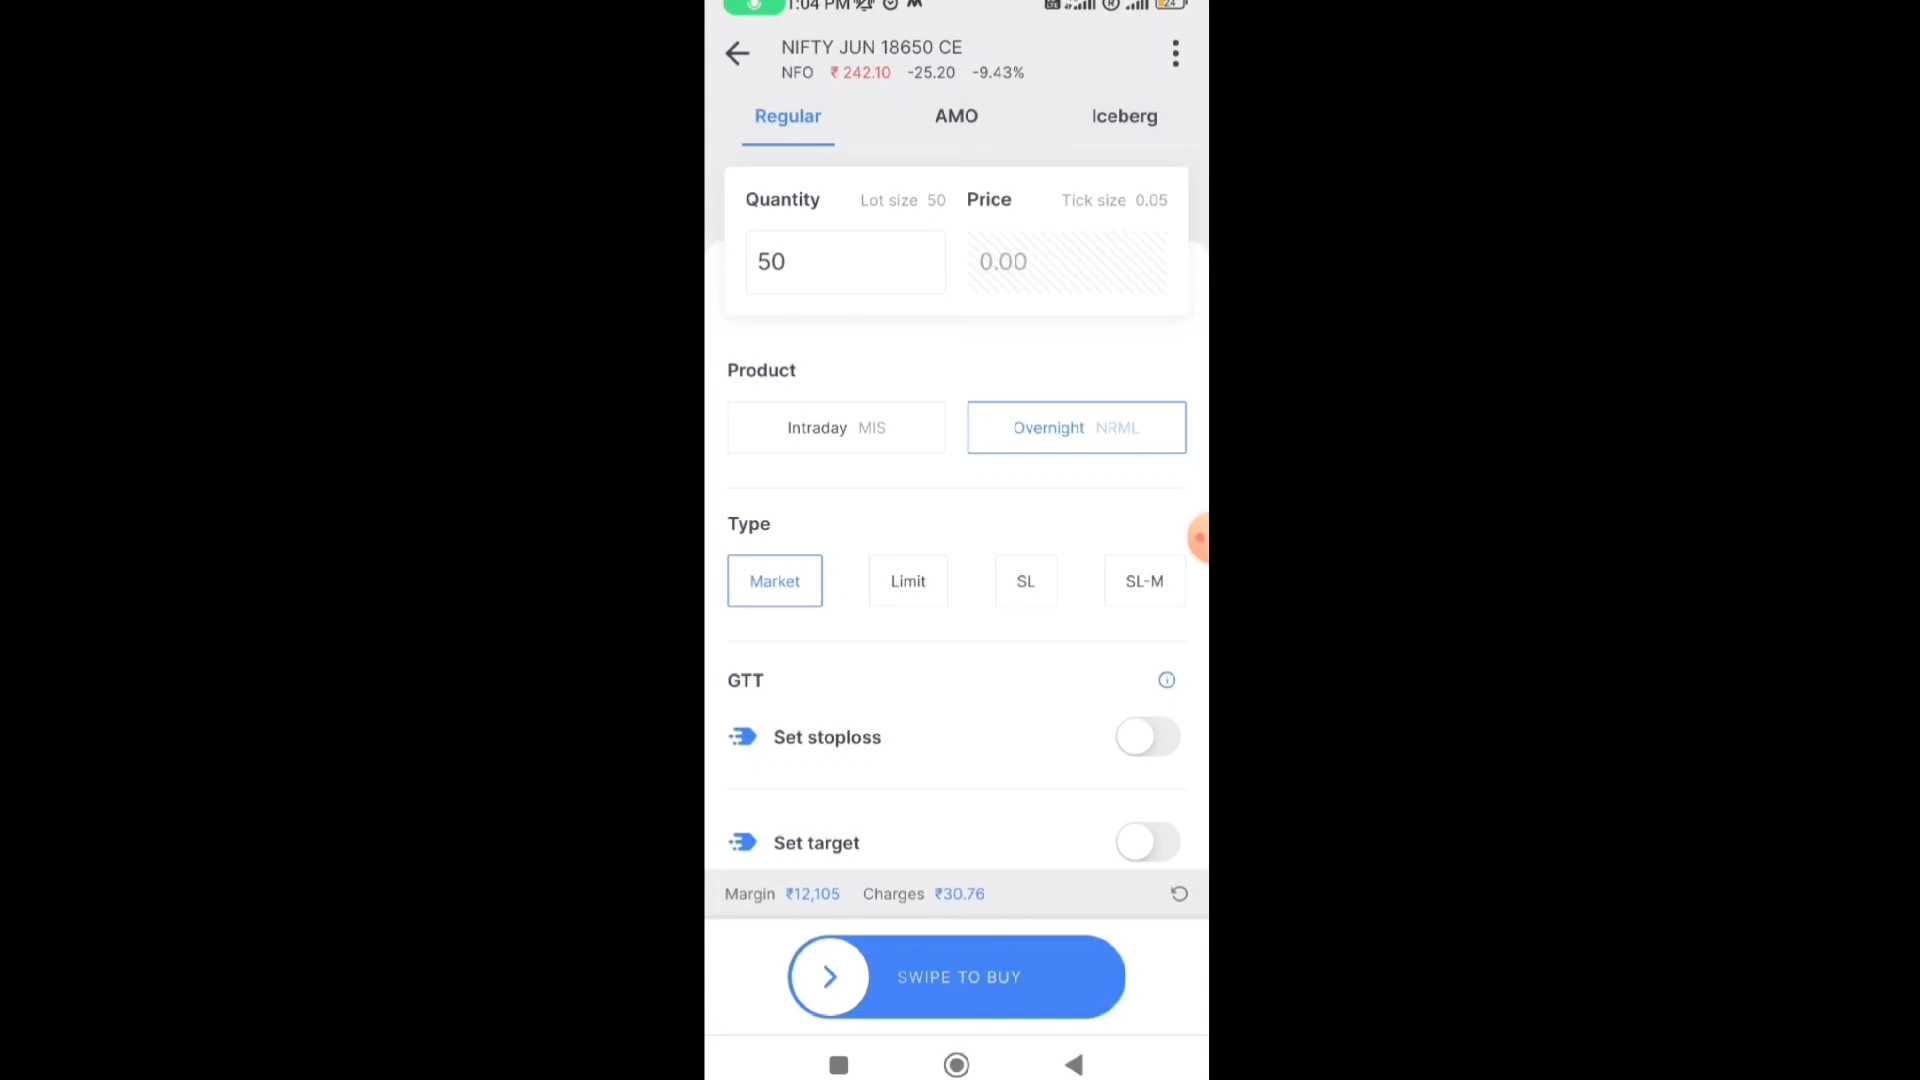 1:04 PM
24
NIFTY JUN 18650 CE
NFO ₹ 242.10 -25.20 -9.43%
Regular AMO Iceberg
Quantity Lot size 50 Price Tick size 0.05
50 0.00
Product
Intraday MIS Overnight NRML
Type
Market Limit SL SL-M
GTT
Set stoploss
Set target
Margin ₹12,105 Charges ₹30.76
SWIPE TO BUY